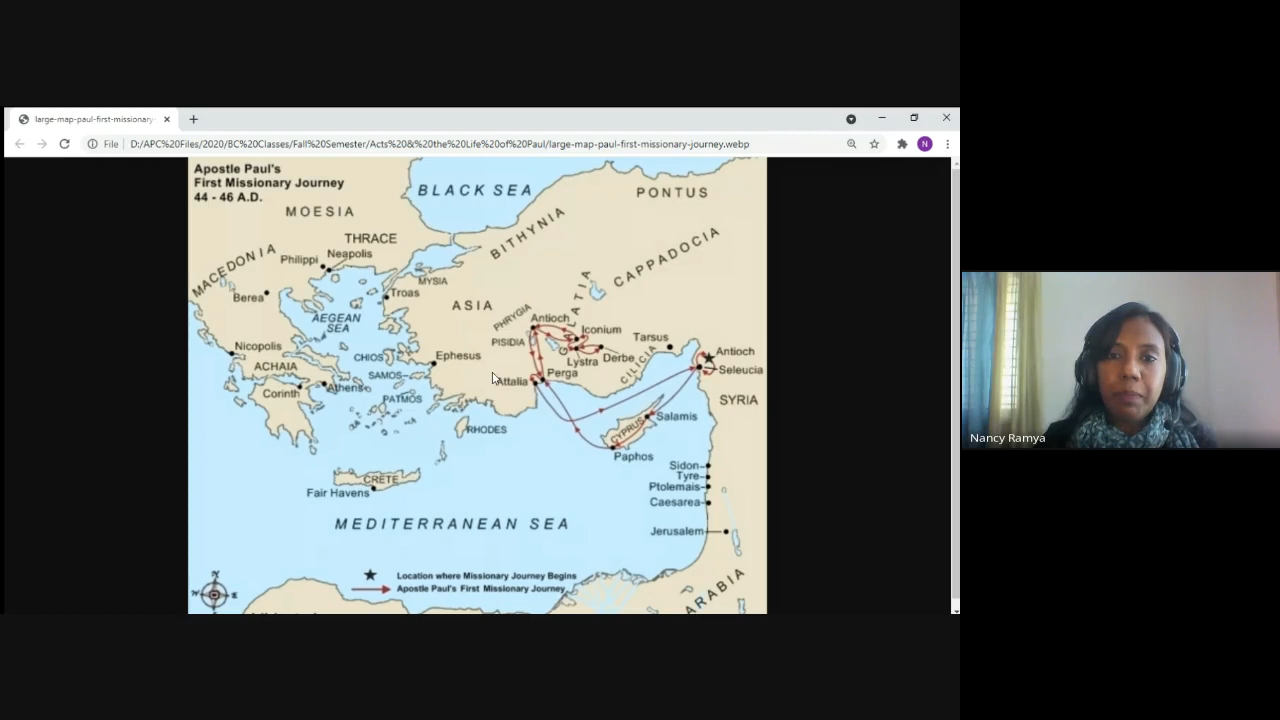 large-map-paul-first-missionary-
File
D:/APC%20Files/2020/BC%20Classes/Fall%20Semester/Acts%20&%20the%20Life%20of%20Paul/large-map-paul-first-missionary-journey.webp
N
Apostle Paul's
First Missionary Journey
44 - 46 A.D.
BLACK SEA
PONTUS
MOESIA
THRACE
BITHYNIA
CAPPADOCIA
MACEDONIA
Philippi
Neapolis
MYSIA
Troas
Berea
ASIA
GALATIA
PHRYGIA
Antioch
AEGEAN
SEA
Iconium
PISIDIA
Tarsus
Nicopolis
CHIOS
Ephesus
Lystra
Derbe
CILICIA
Antioch
Seleucia
ACHAIA
SAMOS
Perga
Attalia
Corinth
Athens
PATMOS
SYRIA
RHODES
CYPRUS
Salamis
Paphos
Sidon
Tyre
Ptolemais
Caesarea
CRETE
Fair Havens
MEDITERRANEAN SEA
Jerusalem
N
W
E
Location where Missionary Journey Begins
Apostle Paul's First Missionary Journey
ARABIA
Nancy Ramya